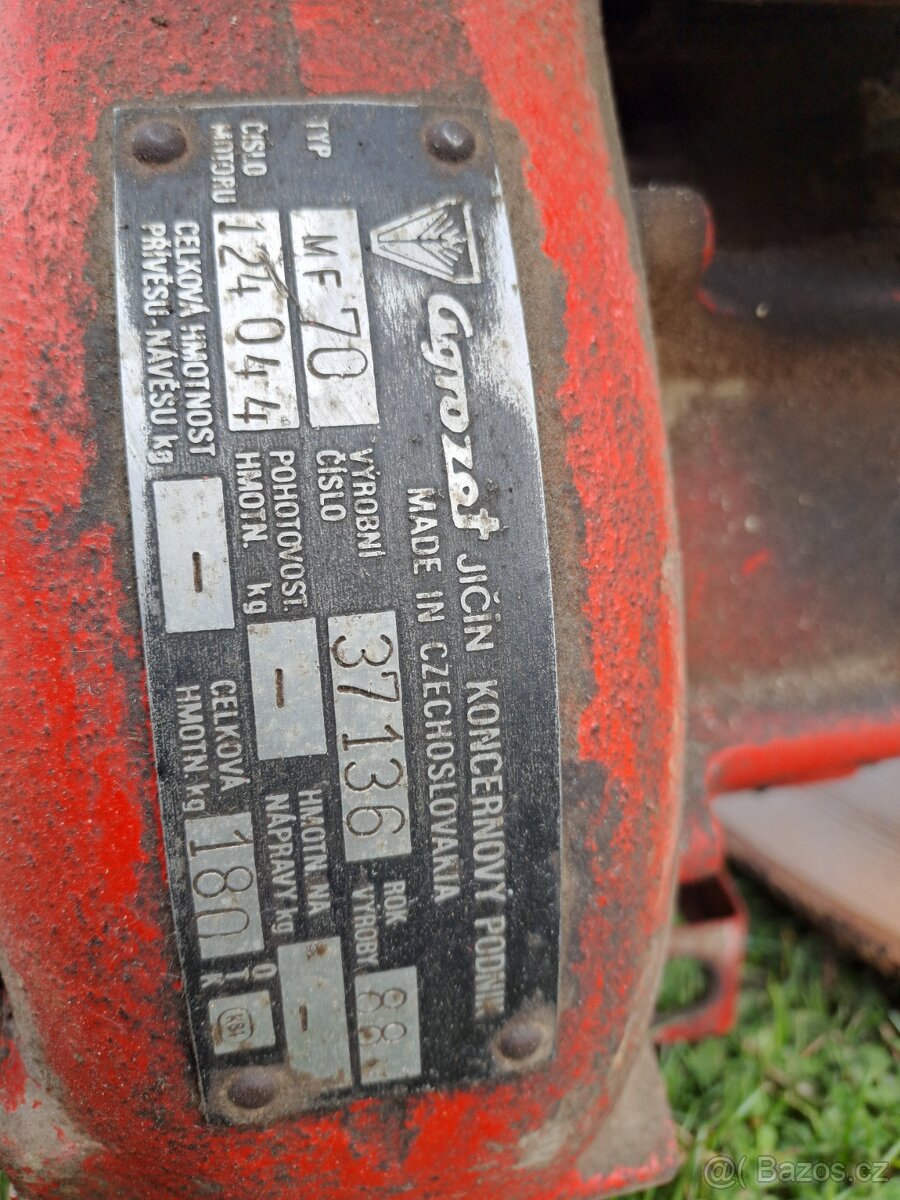 Agrozet JIČÍN KONCERNOVÝ PODNIK
MADE IN CZECHOSLOVAKIA
TYP MF 70 VÝROBNÍ ČÍSLO 37136 ROK VÝROBY 88
ČÍSLO MOTORU 124044 POHOTOVOST. HMOTN. kg - HMOTN. NA NÁPRAVY kg -
CELKOVÁ HMOTNOST PŘÍVĚSU-NÁVĚSU kg - CELKOVÁ HMOTN. kg 180 OTK
@ Bazos.cz